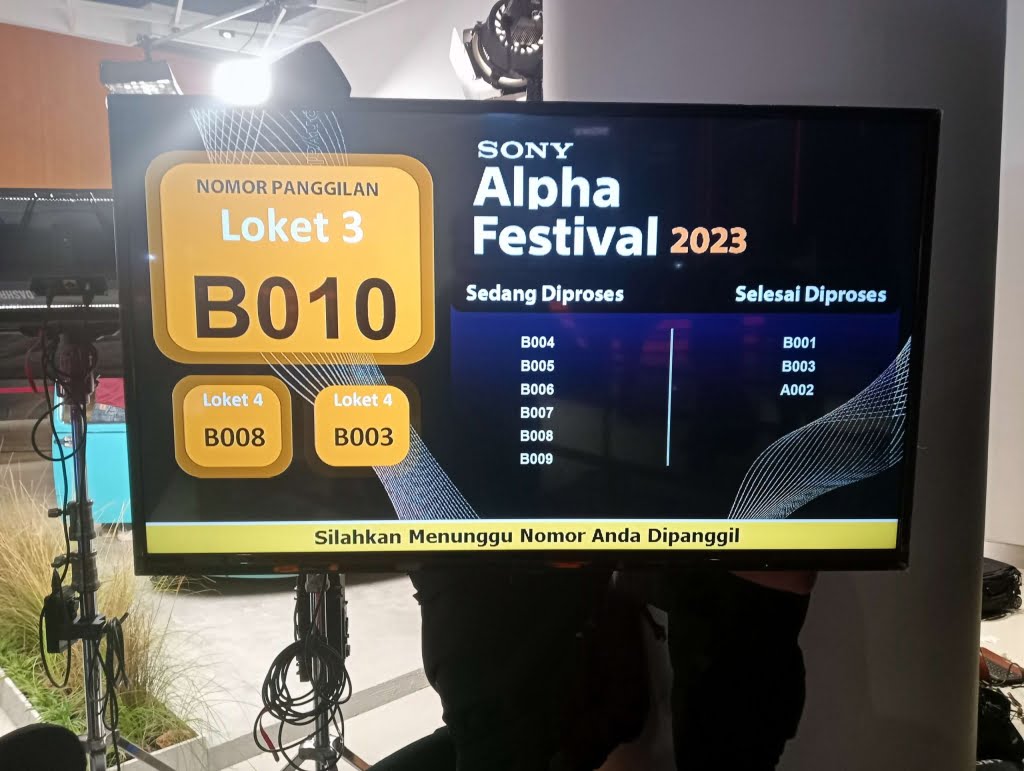 NOMOR PANGGILAN
Loket 3
B010
Loket 4
B008
Loket 4
B003
SONY
Alpha
Festival 2023
Sedang Diproses
Selesai Diproses
B004
B005
B006
B007
B008
B009
B001
B003
A002
Silahkan Menunggu Nomor Anda Dipanggil